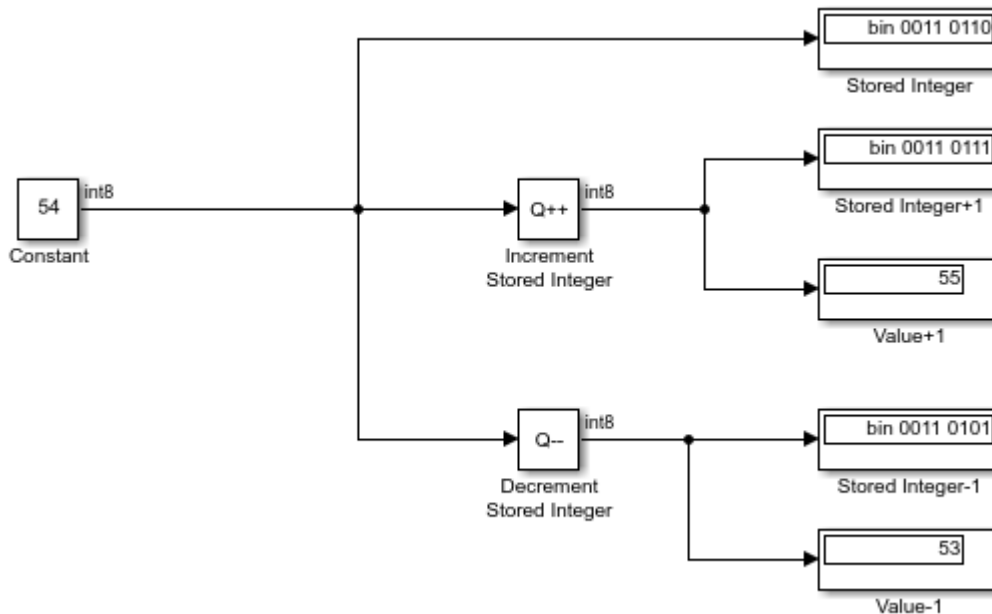 bin 0011 0110
Stored Integer
bin 0011 0111
Stored Integer+1
54
int8
Constant
Q++
int8
Increment
Stored Integer
55
Value+1
Q--
int8
Decrement
Stored Integer
bin 0011 0101
Stored Integer-1
53
Value-1